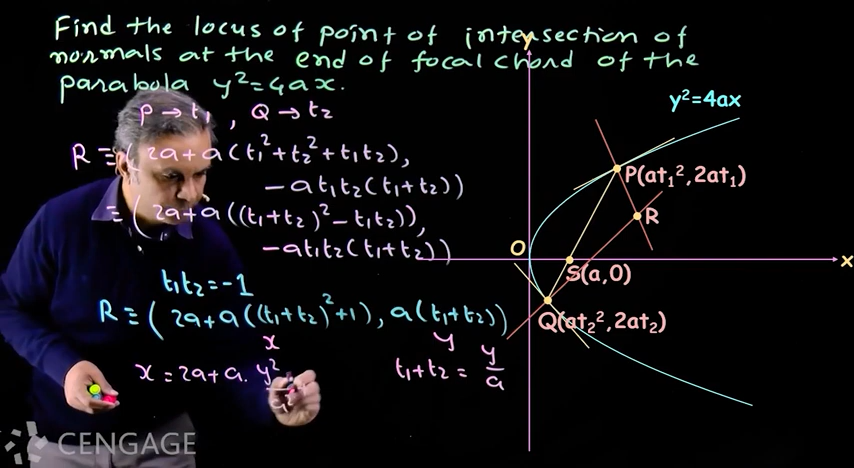 Find the locus of point of intersection of
normals at the end of focal chord of the
parabola y²=4ax.
P → t₁ , Q → t₂
R ≡ ( 2a+a(t₁²+t₂²+t₁t₂),
-at₁t₂(t₁+t₂))
≡ ( 2a+a((t₁+t₂)²-t₁t₂)),
-at₁t₂(t₁+t₂))
t₁t₂=-1
R ≡ ( 2a+a((t₁+t₂)²+1), a(t₁+t₂))
x y
x = 2a+a. y²/a
t₁+t₂ = y/a
y
y²=4ax
P(at₁²,2at₁)
R
O
S(a,0)
x
Q(at₂²,2at₂)
CENGAGE